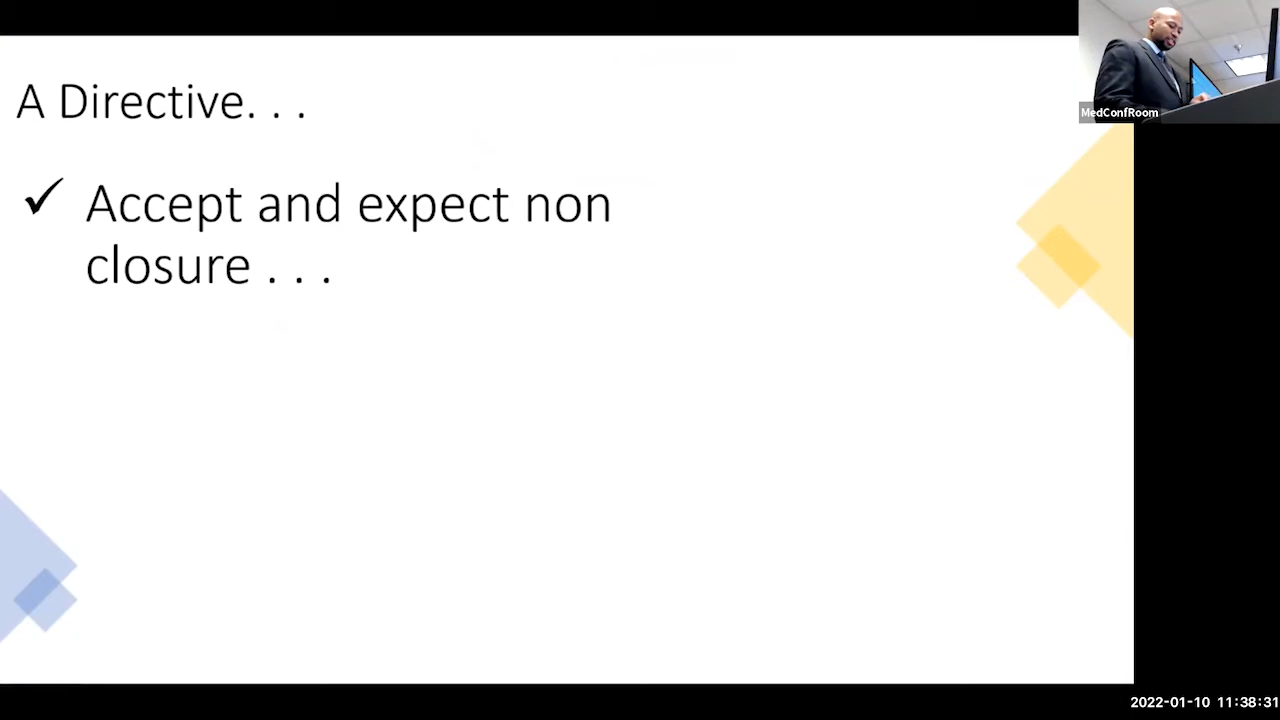 A Directive. . .
✓ Accept and expect non
closure . . .
MedConfRoom
2022-01-10 11:38:31